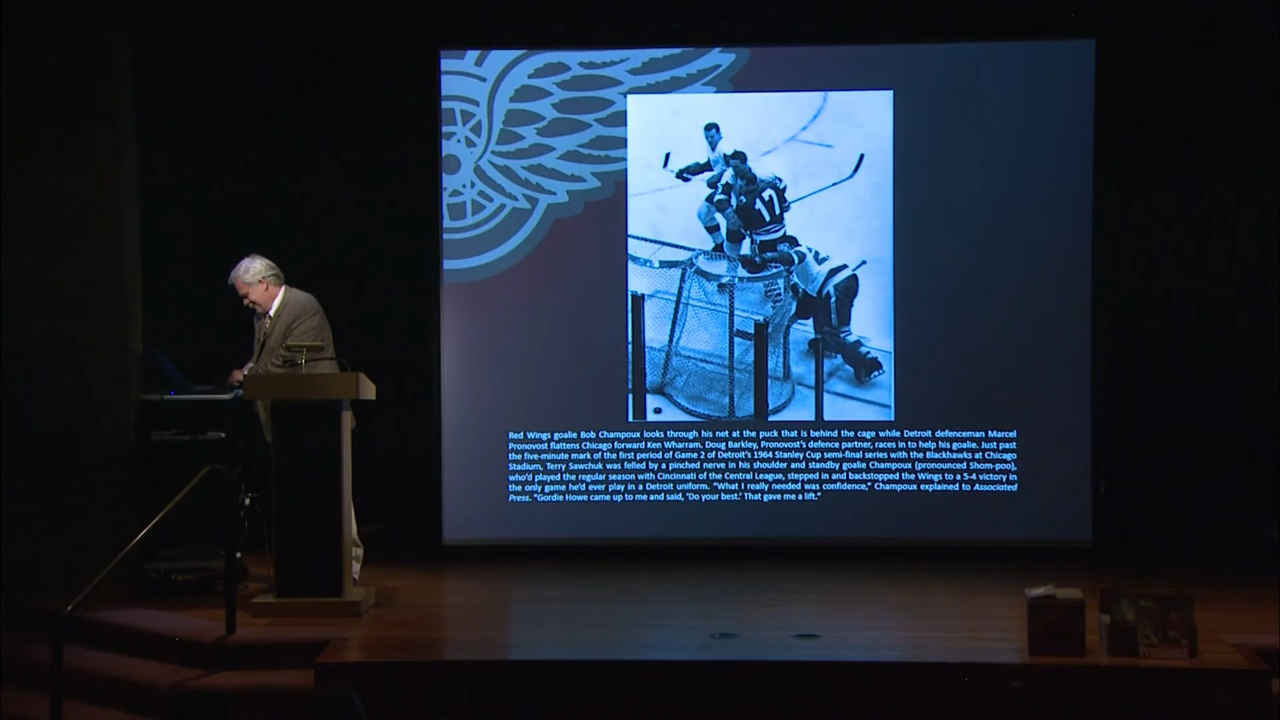 17
Red Wings goalie Bob Champoux looks through his net at the puck that is behind the cage while Detroit defenceman Marcel
Pronovost flattens Chicago forward Ken Wharram. Doug Barkley, Pronovost's defence partner, races in to help his goalie. Just past
the five-minute mark of the first period of Game 2 of Detroit's 1964 Stanley Cup semi-final series with the Blackhawks at Chicago
Stadium, Terry Sawchuk was felled by a pinched nerve in his shoulder and standby goalie Champoux (pronounced Shom-poo),
who'd played the regular season with Cincinnati of the Central League, stepped in and backstopped the Wings to a 5-4 victory in
the only game he'd ever play in a Detroit uniform. "What I really needed was confidence," Champoux explained to Associated
Press. "Gordie Howe came up to me and said, 'Do your best.' That gave me a lift."